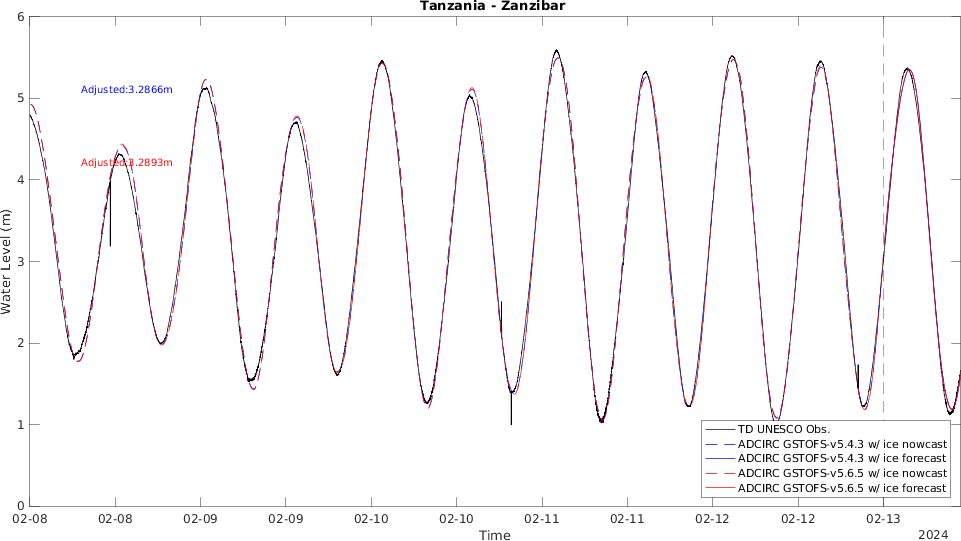 Tanzania - Zanzibar
6
5
4
3
2
1
0
Water Level (m)
Adjusted:3.2866m
Adjusted:3.2893m
TD UNESCO Obs.
ADCIRC GSTOFS-v5.4.3 w/ ice nowcast
ADCIRC GSTOFS-v5.4.3 w/ ice forecast
ADCIRC GSTOFS-v5.6.5 w/ ice nowcast
ADCIRC GSTOFS-v5.6.5 w/ ice forecast
02-08 02-08 02-09 02-09 02-10 02-10 02-11 02-11 02-12 02-12 02-13
Time
2024